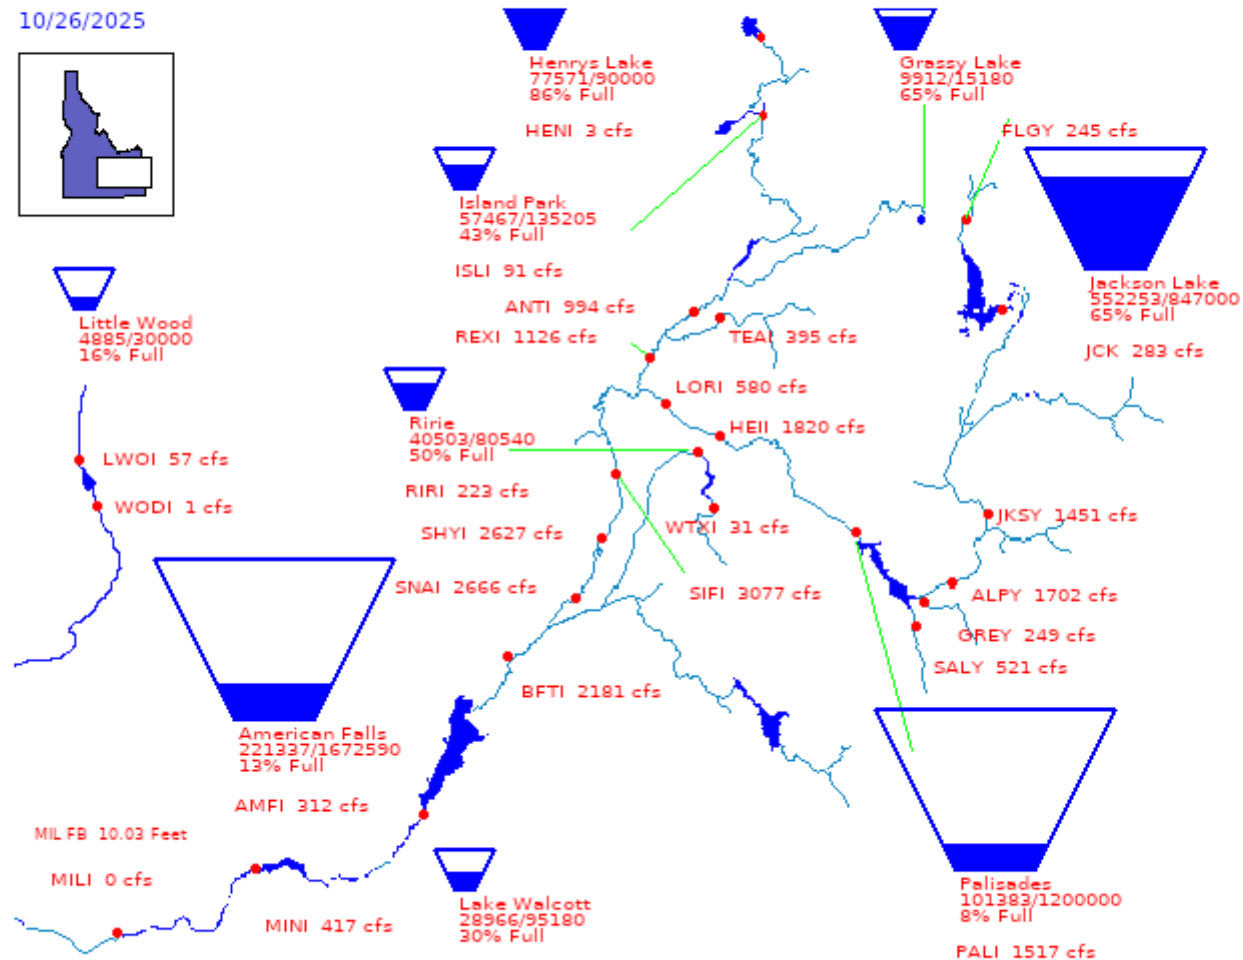 10/26/2025
Henrys Lake
77571/90000
86% Full
HENI 3 cfs
Grassy Lake
9912/15180
65% Full
FLGY 245 cfs
Island Park
57467/135205
43% Full
ISLI 91 cfs
ANTI 994 cfs
REXI 1126 cfs
TEAI 395 cfs
Jackson Lake
552253/847000
65% Full
JCK 283 cfs
Little Wood
4885/30000
16% Full
LWOI 57 cfs
WODI 1 cfs
LORI 580 cfs
HEII 1820 cfs
Ririe
40503/80540
50% Full
RIRI 223 cfs
SHYI 2627 cfs
WTXI 31 cfs
JKSY 1451 cfs
SNAI 2666 cfs
SIFI 3077 cfs
ALPY 1702 cfs
GREY 249 cfs
SALY 521 cfs
BFTI 2181 cfs
American Falls
221337/1672590
13% Full
AMFI 312 cfs
MIL FB 10.03 Feet
MILI 0 cfs
MINI 417 cfs
Lake Walcott
28966/95180
30% Full
Palisades
101383/1200000
8% Full
PALI 1517 cfs